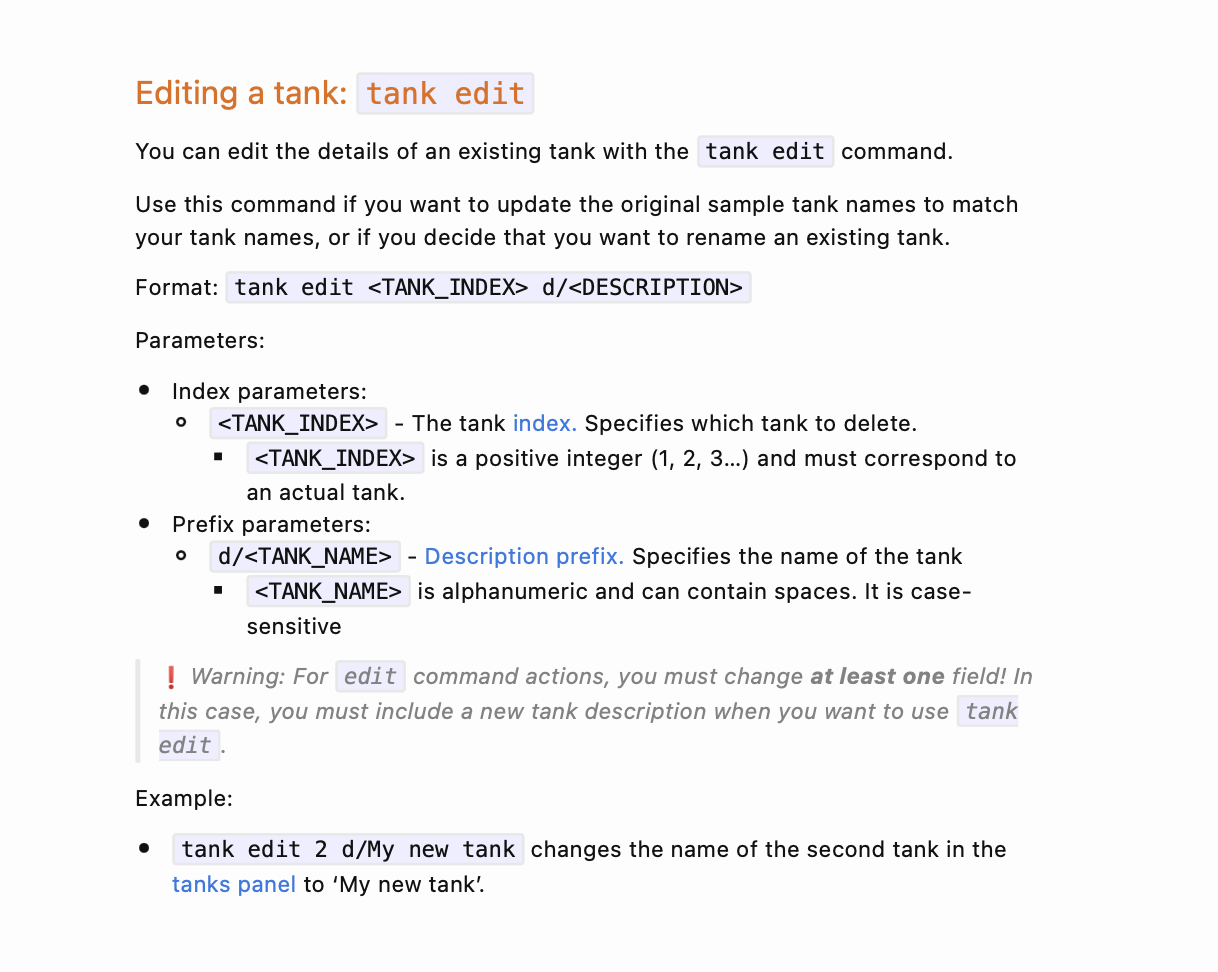 Editing a tank: tank edit
You can edit the details of an existing tank with the tank edit command.
Use this command if you want to update the original sample tank names to match
your tank names, or if you decide that you want to rename an existing tank.
Format: tank edit <TANK_INDEX> d/<DESCRIPTION>
Parameters:
• Index parameters:
◦ <TANK_INDEX> - The tank index. Specifies which tank to delete.
▪ <TANK_INDEX> is a positive integer (1, 2, 3…) and must correspond to
an actual tank.
• Prefix parameters:
◦ d/<TANK_NAME> - Description prefix. Specifies the name of the tank
▪ <TANK_NAME> is alphanumeric and can contain spaces. It is case-
sensitive
❗ Warning: For edit command actions, you must change at least one field! In
this case, you must include a new tank description when you want to use tank
edit.
Example:
• tank edit 2 d/My new tank changes the name of the second tank in the
tanks panel to ‘My new tank’.